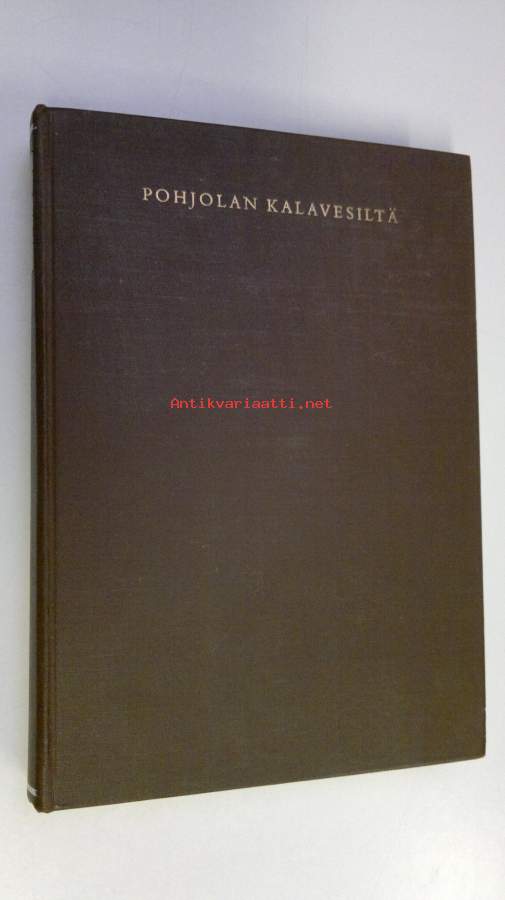 POHJOLAN KALAVESILTÄ
Antikvariaatti.net